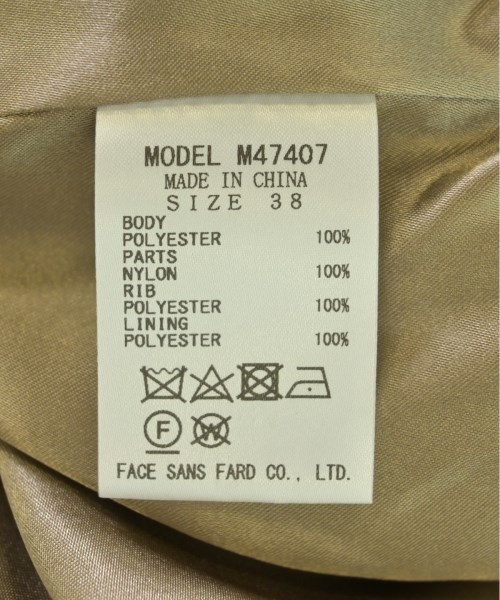 MODEL M47407
MADE IN CHINA
SIZE 38
BODY
POLYESTER 100%
PARTS
NYLON 100%
RIB
POLYESTER 100%
LINING
POLYESTER 100%
F W
FACE SANS FARD CO., LTD.